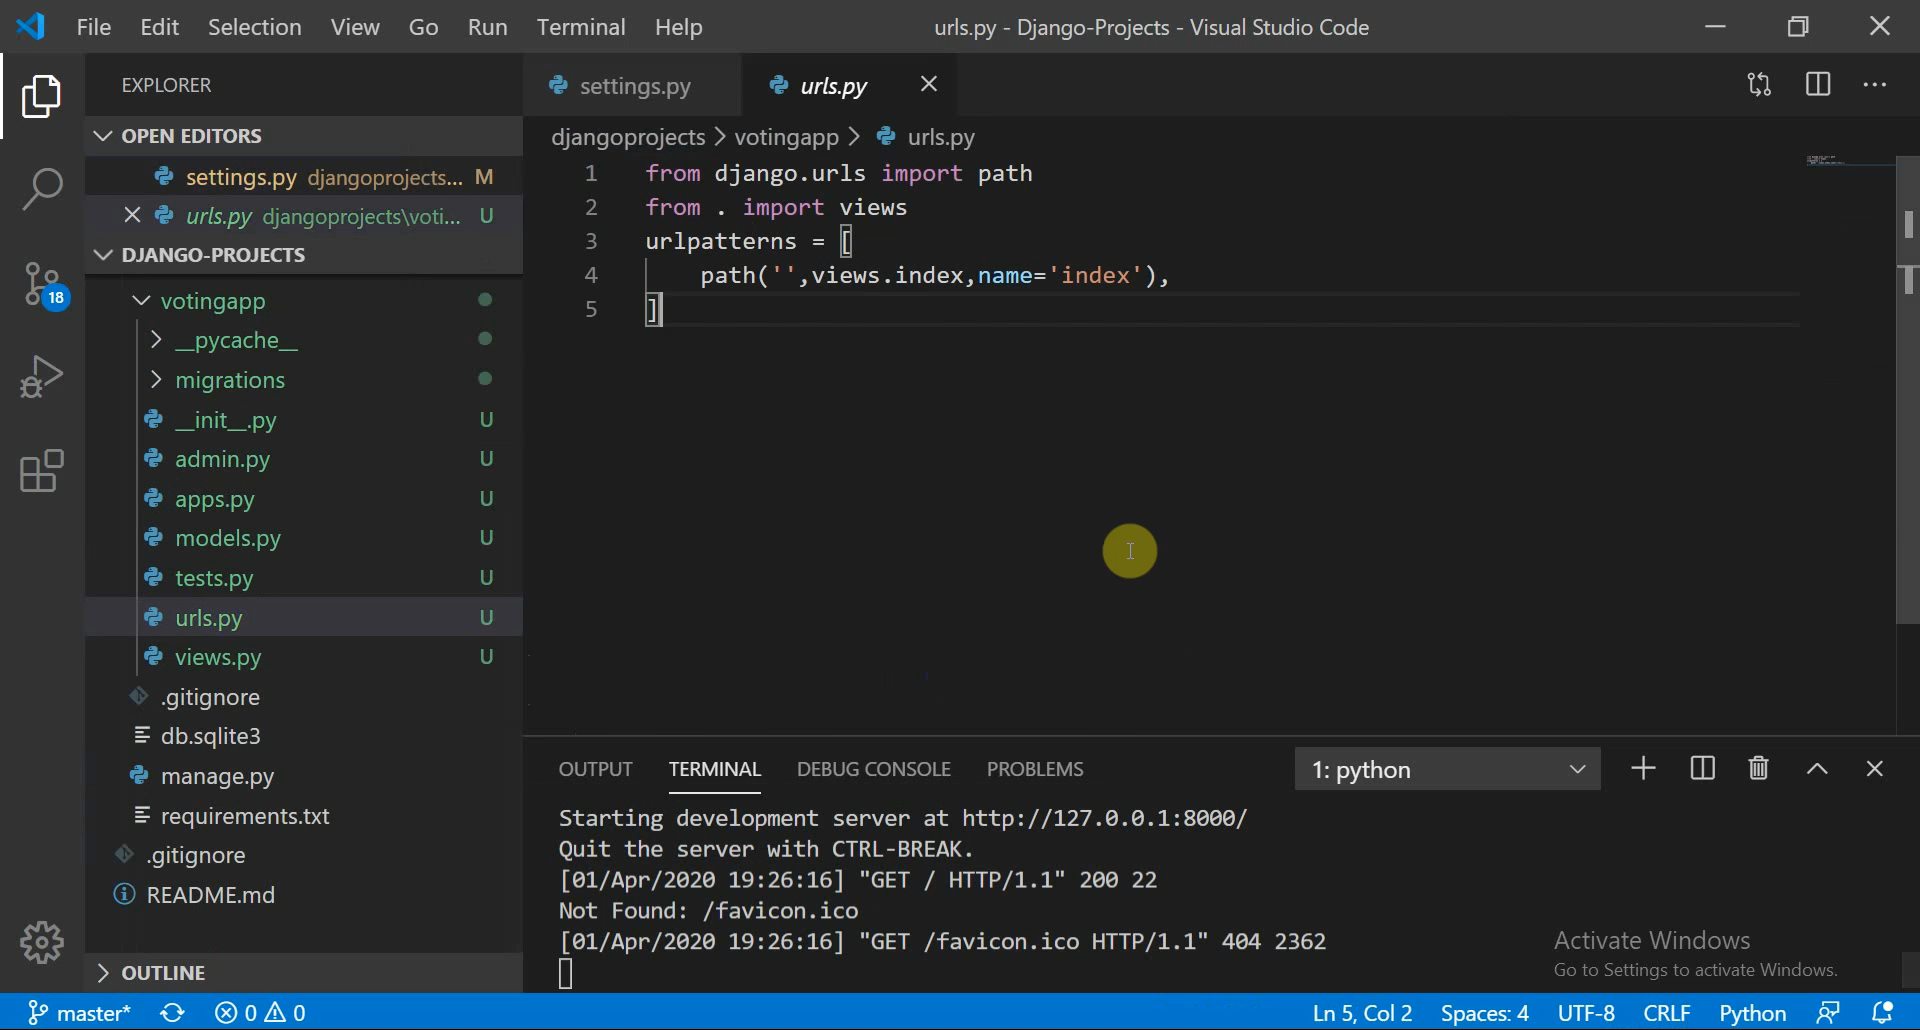 File Edit Selection View Go Run Terminal Help urls.py - Django-Projects - Visual Studio Code
EXPLORER
OPEN EDITORS
settings.py djangoprojects... M
urls.py djangoprojects\voti... U
DJANGO-PROJECTS
votingapp
__pycache__
migrations
__init__.py U
admin.py U
apps.py U
models.py U
tests.py U
urls.py U
views.py U
.gitignore
db.sqlite3
manage.py
requirements.txt
.gitignore
README.md
OUTLINE
18
settings.py urls.py
djangoprojects > votingapp > urls.py
1 from django.urls import path
2 from . import views
3 urlpatterns = [
4     path('',views.index,name='index'),
5 ]
OUTPUT TERMINAL DEBUG CONSOLE PROBLEMS 1: python
Starting development server at http://127.0.0.1:8000/
Quit the server with CTRL-BREAK.
[01/Apr/2020 19:26:16] "GET / HTTP/1.1" 200 22
Not Found: /favicon.ico
[01/Apr/2020 19:26:16] "GET /favicon.ico HTTP/1.1" 404 2362
Activate Windows
Go to Settings to activate Windows.
master* 0 0 Ln 5, Col 2 Spaces: 4 UTF-8 CRLF Python